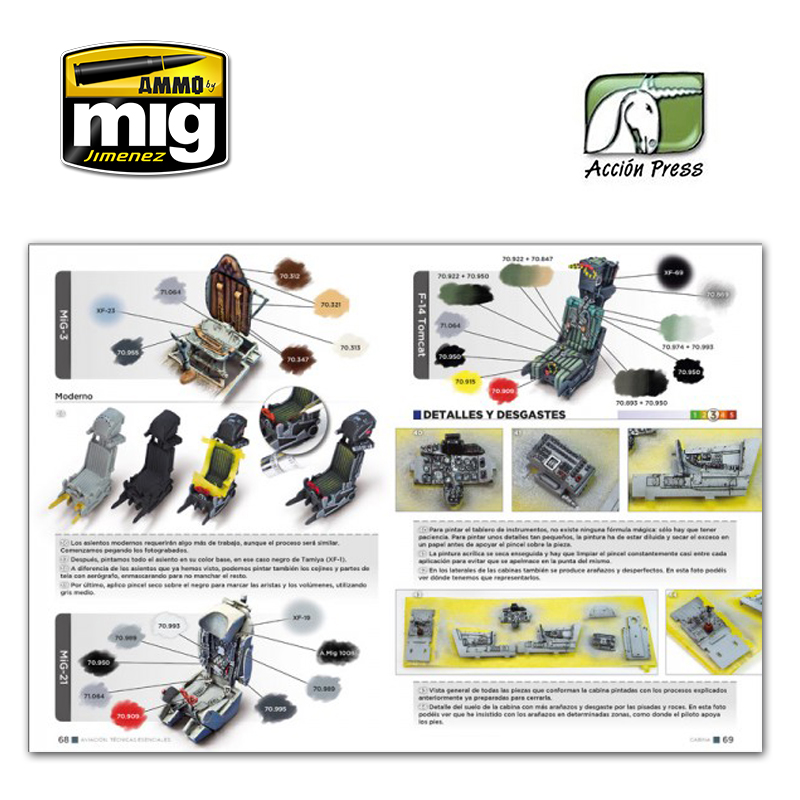 AMMO by
mig
Jimenez
Acción Press
MiG-3
XF-23
71.064
70.312
70.321
70.313
70.347
70.955
Moderno
Los asientos modernos requerirán algo más de trabajo, aunque el proceso será similar.
Comenzamos pegando los fotograbados.
Después, pintamos todo el asiento en su color base, en ese caso negro de Tamiya (XF-1).
A diferencia de los asientos que ya hemos visto, podemos pintar también los cojines y partes de
tela con aerógrafo, enmascarando para no manchar el resto.
Por último, aplico pincel seco sobre el negro para marcar las aristas y los volúmenes, utilizando
gris medio.
MiG-21
70.993
70.989
70.950
71.064
70.909
XF-19
A.Mig 1006
70.989
70.995
68 AVIACIÓN. TÉCNICAS ESENCIALES
F-14 Tomcat
70.922 + 70.847
70.922 + 70.950
71.064
70.950
70.915
70.909
XF-69
70.869
70.974 + 70.993
70.950
70.893 + 70.950
DETALLES Y DESGASTES
1 2 3 4 5
Para pintar el tablero de instrumentos, no existe ninguna fórmula mágica: sólo hay que tener
paciencia. Para pintar unos detalles tan pequeños, la pintura ha de estar diluida y secar el exceso en
un papel antes de apoyar el pincel sobre la pieza.
La pintura acrílica se seca enseguida y hay que limpiar el pincel constantemente casi entre cada
aplicación para evitar que se apelmace en la punta del mismo.
En los laterales de las cabinas también se produce arañazos y desperfectos. En esta foto podéis
ver dónde tenemos que representarlos.
Vista general de todas las piezas que conforman la cabina pintadas con los procesos explicados
anteriormente ya preparadas para cerrarla.
Detalle del suelo de la cabina con más arañazos y desgaste por las pisadas y roces. En esta foto
podéis ver que he insistido con los arañazos en determinadas zonas, como donde el piloto apoya
los pies.
CABINA 69